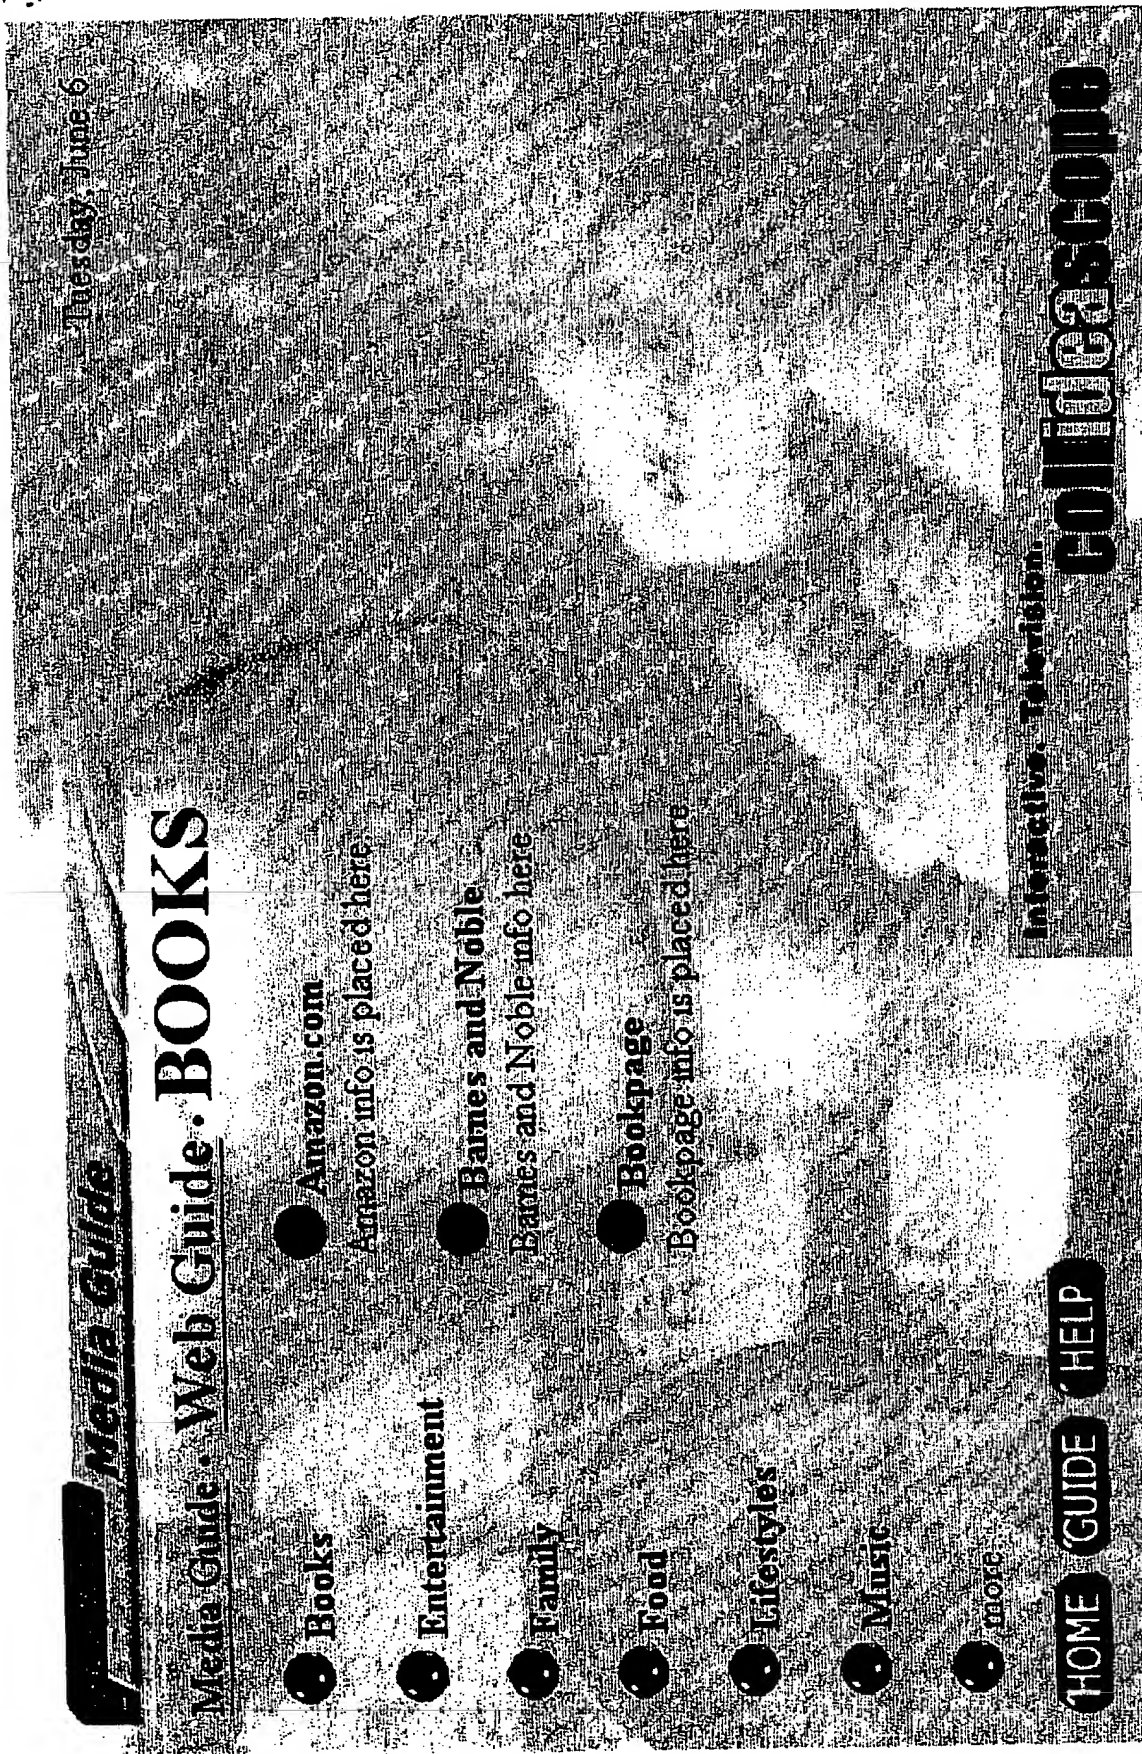 Tuesday, June 6
Media Guide
Media Guide · Web Guide · BOOKS
Books
Entertainment
Family
Food
Lifestyles
Music
more...
Amazon.com
Amazon info is placed here.
Barnes and Noble
Barnes and Noble info here
Bookpage
Bookpage info is placed here
HOME GUIDE HELP
Interactive. Television.
collideascope